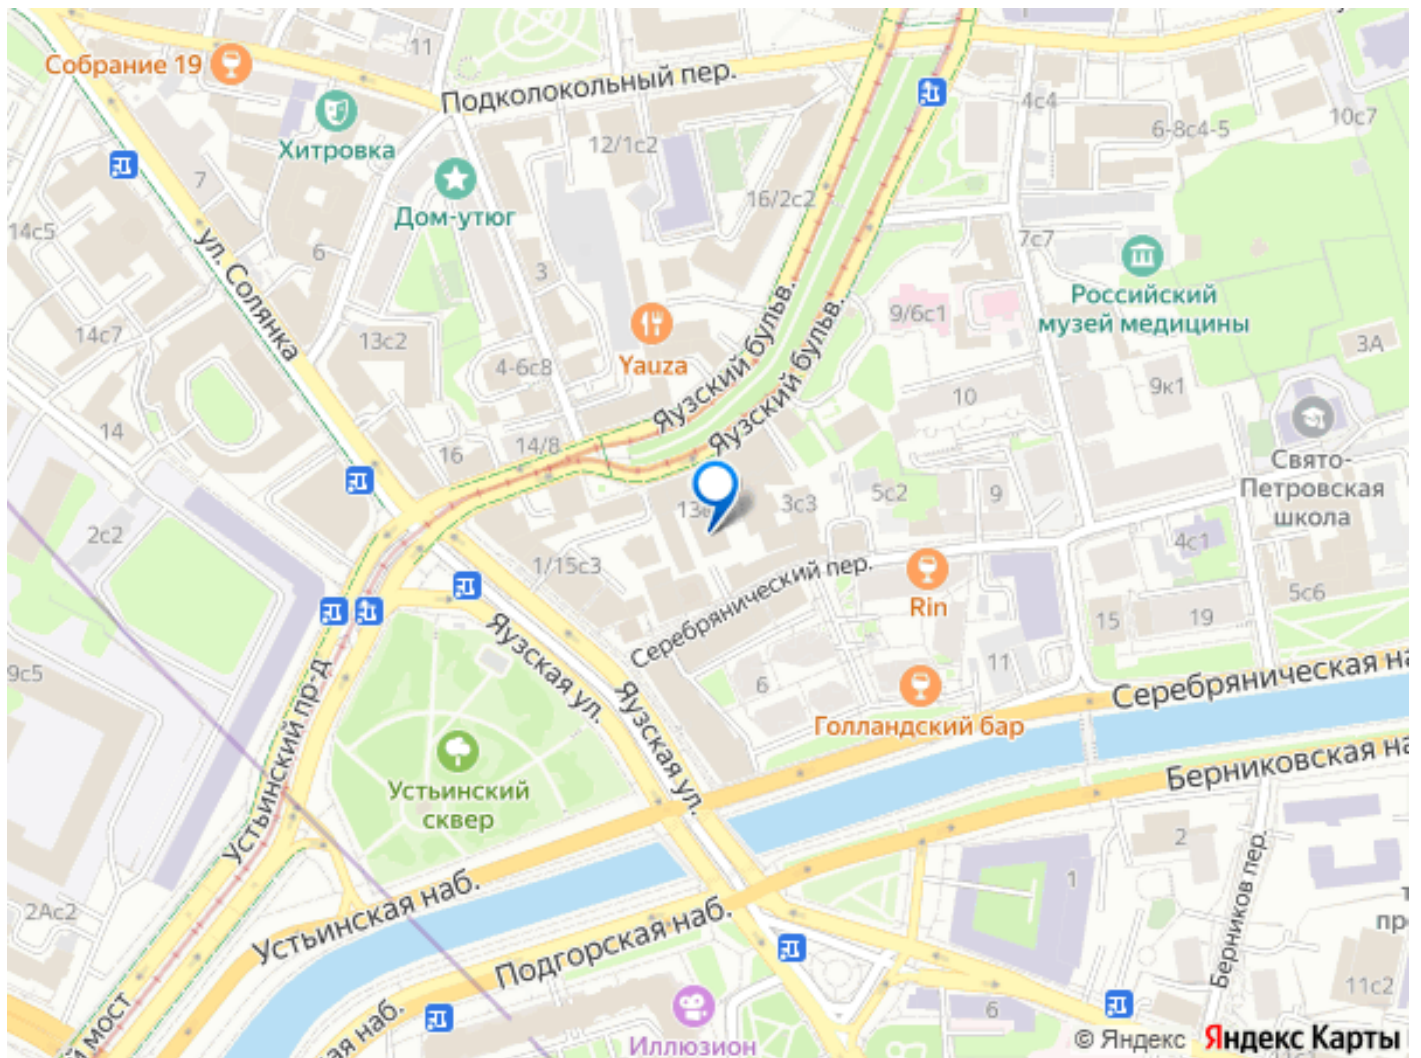 11
Собрание 19
Подколокольный пер.
4с4
10с7
6-8с4-5
12/1с2
Хитровка
7
16/2с2
Дом-утюг
14с5
ул. Солянка
6
3
7с7
Российский
музей медицины
9/6с1
14с7
13с2
Yauza
Яузский бульв.
Яузский бульв.
3А
4-6с8
9к1
10
14
16
14/8
Свято-
Петровская
школа
5с2
9
3с3
2с2
4с1
1/15с3
Серебрянический пер.
Rin
5с6
15
19
Яузская ул.
Яузская ул.
9с5
11
6
Устьинский пр-д
Голландский бар
Серебряническая на
Берниковская на
Устьинский
сквер
2
1
Берников пер.
2Ас2
Устьинская наб.
Подгорская наб.
т
пр
11с2
6
й мост
ая наб.
Иллюзион
© Яндекс Яндекс Карты